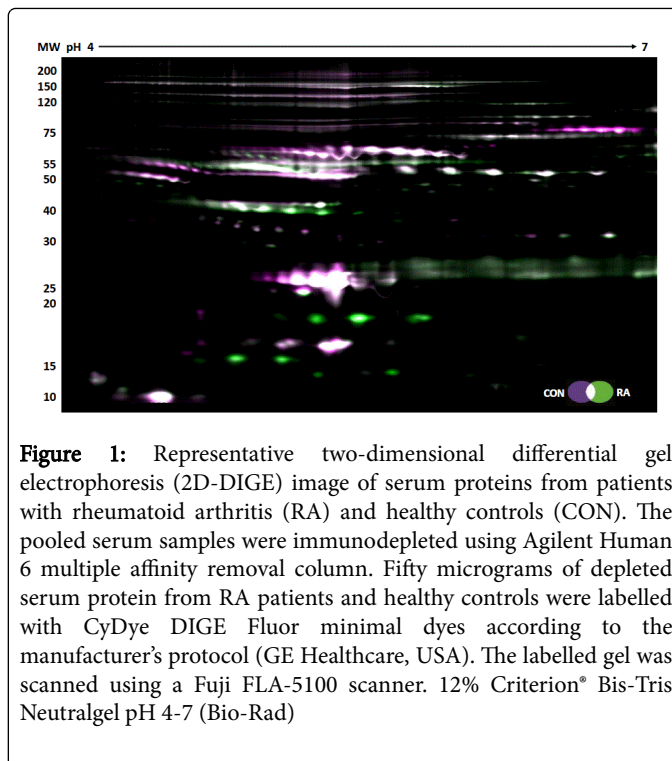 MW pH 4 7
200
150
120
75
55
50
40
30
25
20
15
10
CON RA
Figure 1: Representative two-dimensional differential gel
electrophoresis (2D-DIGE) image of serum proteins from patients
with rheumatoid arthritis (RA) and healthy controls (CON). The
pooled serum samples were immunodepleted using Agilent Human
6 multiple affinity removal column. Fifty micrograms of depleted
serum protein from RA patients and healthy controls were labelled
with CyDye DIGE Fluor minimal dyes according to the
manufacturer's protocol (GE Healthcare, USA). The labelled gel was
scanned using a Fuji FLA-5100 scanner. 12% Criterion® Bis-Tris
Neutralgel pH 4-7 (Bio-Rad)